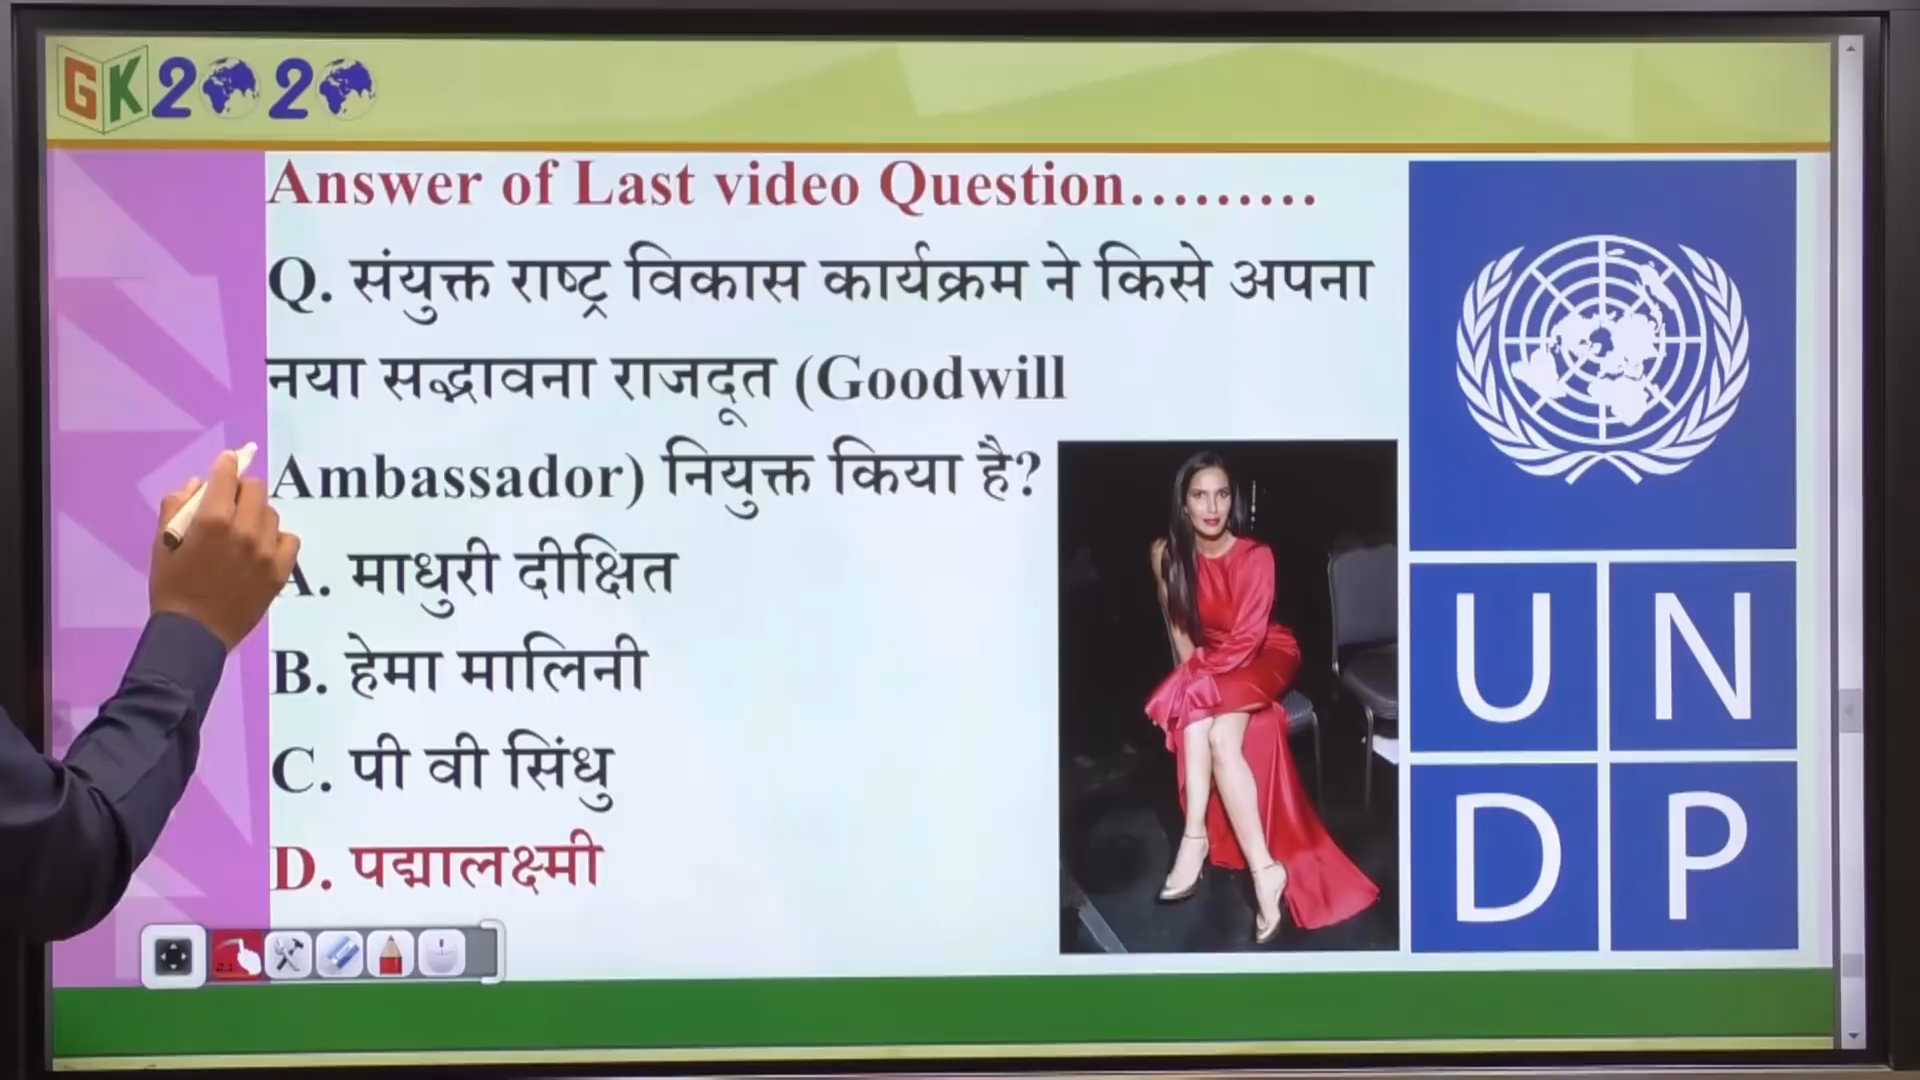 GK2020
Answer of Last video Question.........
Q. संयुक्त राष्ट्र विकास कार्यक्रम ने किसे अपना
नया सद्भावना राजदूत (Goodwill
Ambassador) नियुक्त किया है?
A. माधुरी दीक्षित
B. हेमा मालिनी
C. पी वी सिंधु
D. पद्मालक्ष्मी
U N
D P